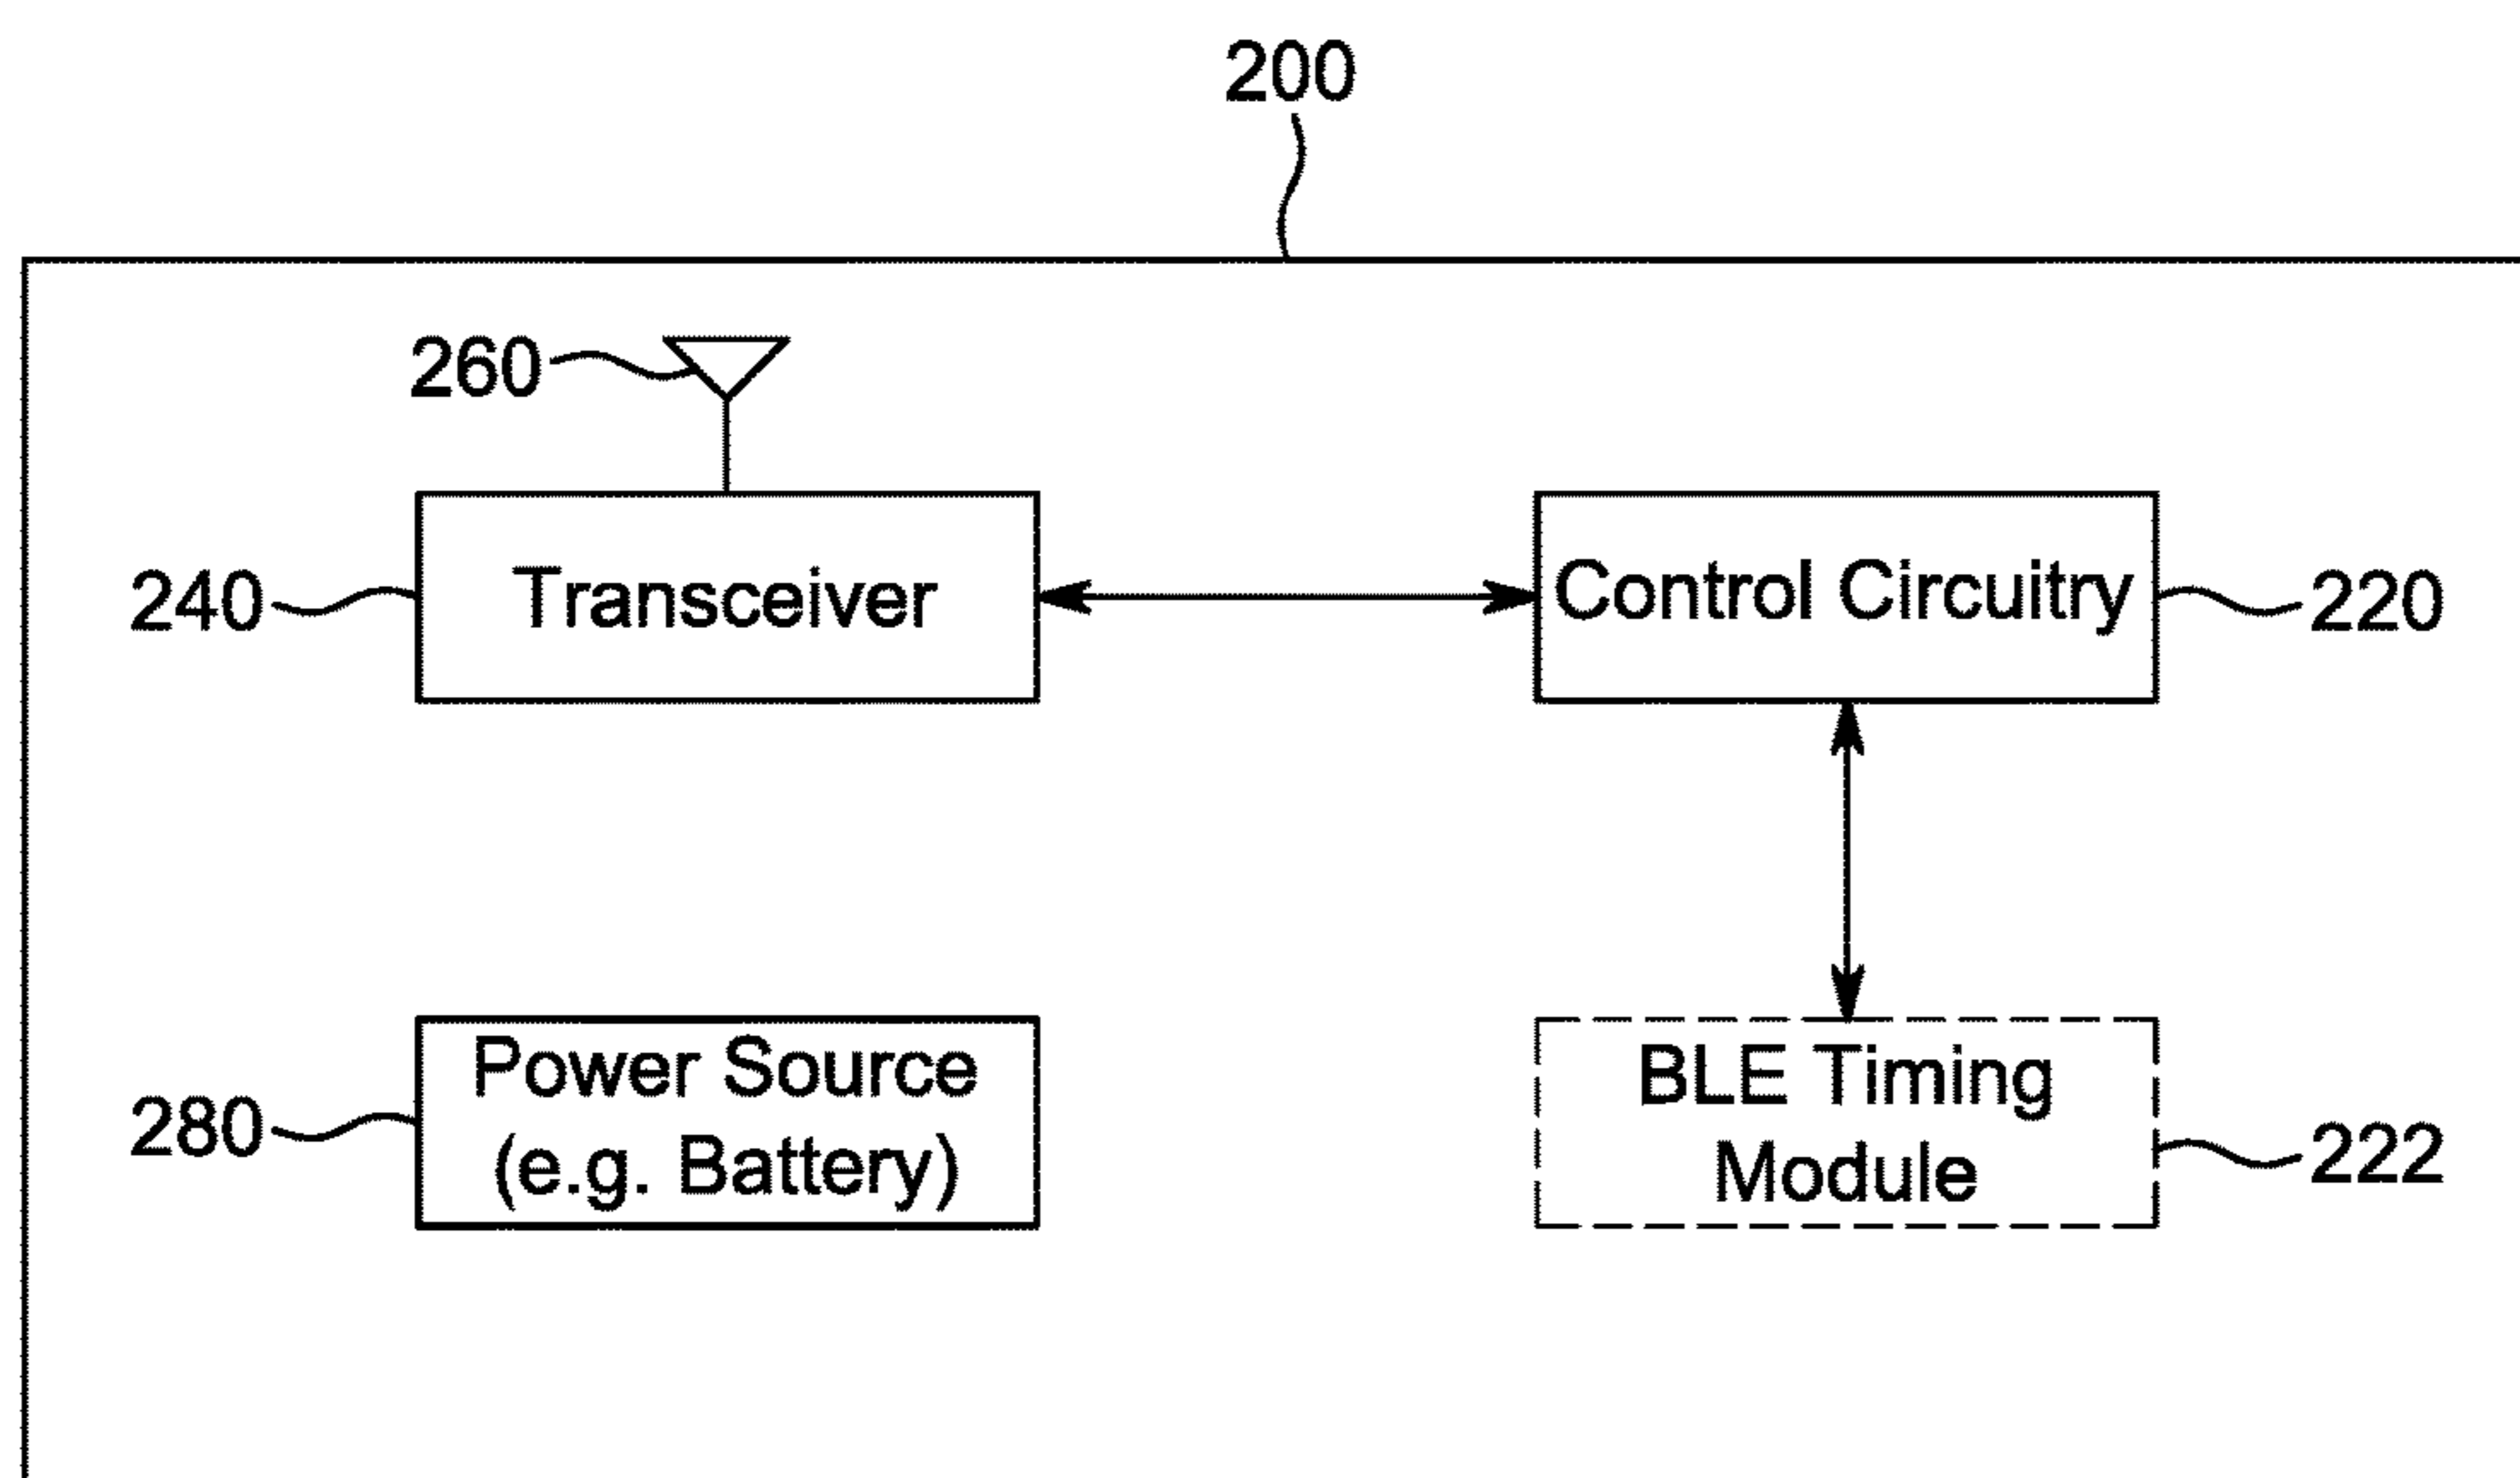 200
260
240
Transceiver
Control Circuitry
220
280
Power Source
(e.g. Battery)
BLE Timing
Module
222